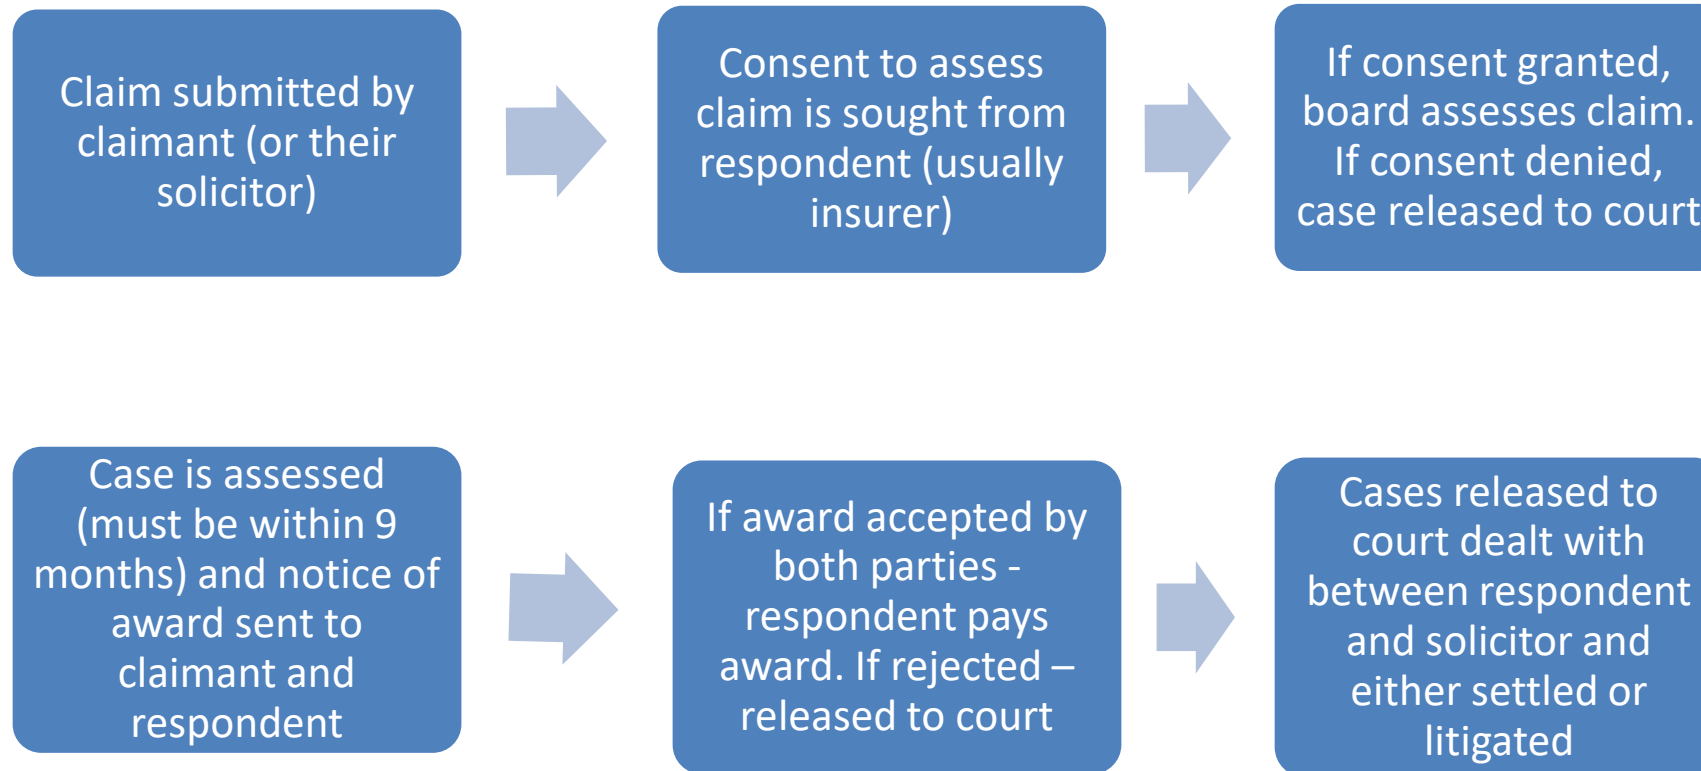 Claim submitted by
claimant (or their
solicitor)
Consent to assess
claim is sought from
respondent (usually
insurer)
If consent granted,
board assesses claim.
If consent denied,
case released to court
Case is assessed
(must be within 9
months) and notice of
award sent to
claimant and
respondent
If award accepted by
both parties -
respondent pays
award. If rejected –
released to court
Cases released to
court dealt with
between respondent
and solicitor and
either settled or
litigated